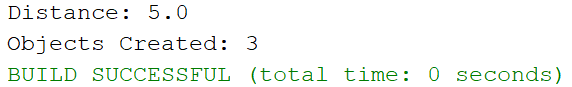 Distance: 5.0
Objects Created: 3
BUILD SUCCESSFUL (total time: 0 seconds)